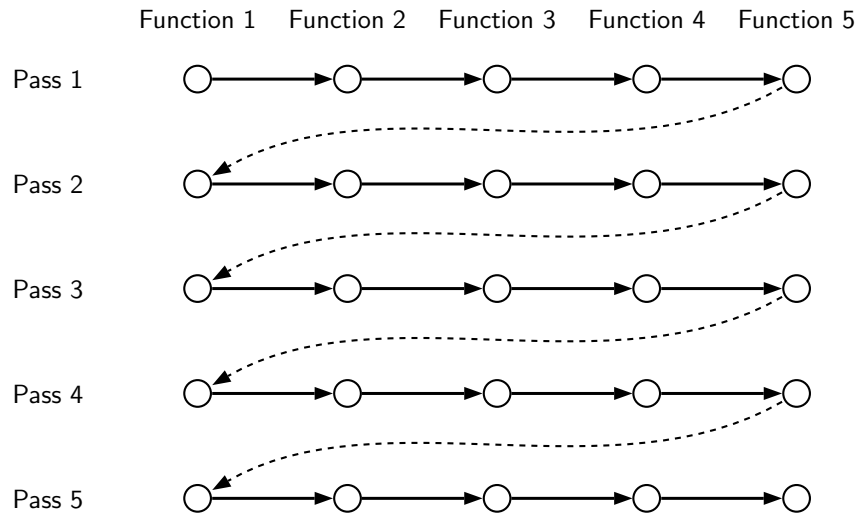 Function 1 Function 2 Function 3 Function 4 Function 5
Pass 1
Pass 2
Pass 3
Pass 4
Pass 5